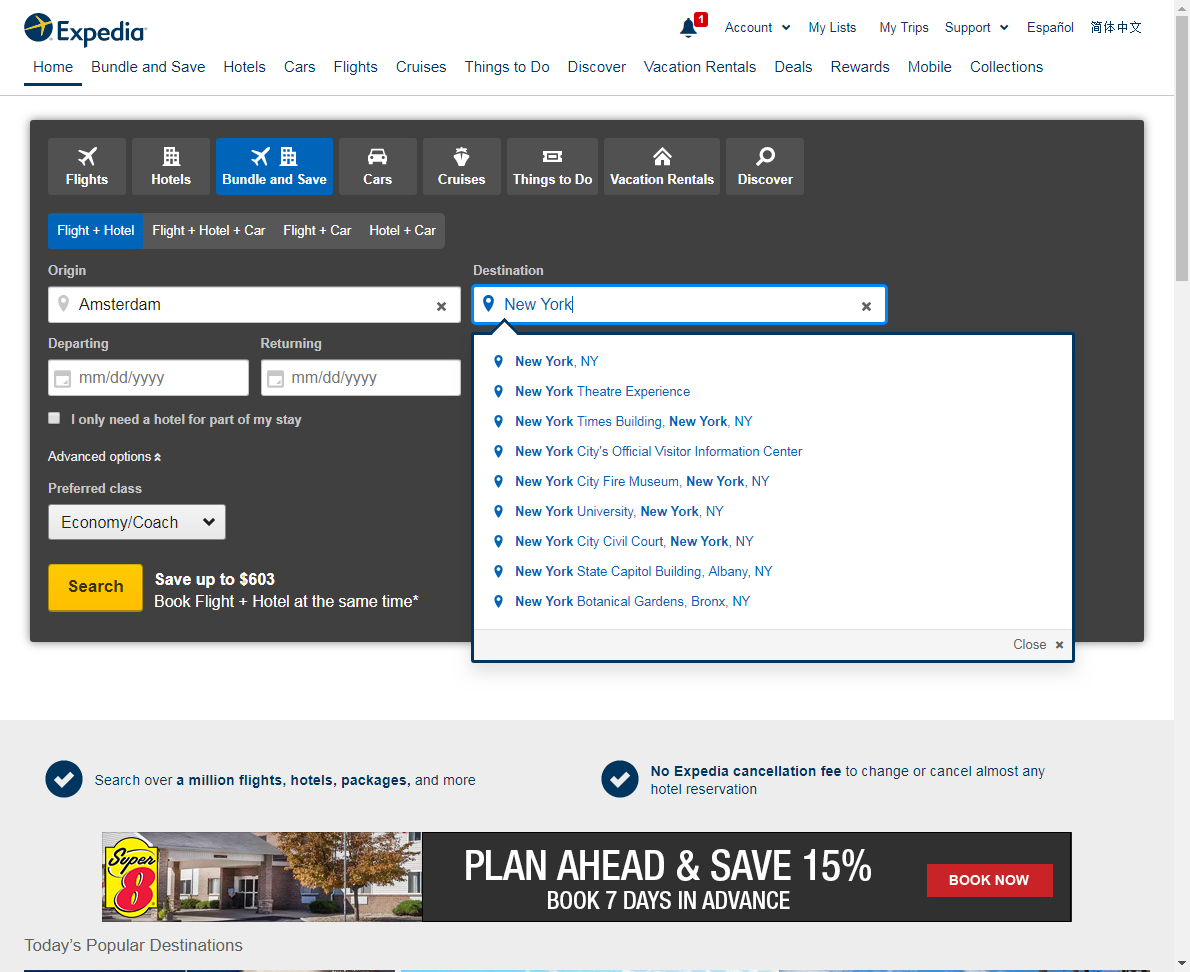 Expedia
1
Account My Lists My Trips Support Español 简体中文
Home Bundle and Save Hotels Cars Flights Cruises Things to Do Discover Vacation Rentals Deals Rewards Mobile Collections
Flights Hotels Bundle and Save Cars Cruises Things to Do Vacation Rentals Discover
Flight + Hotel Flight + Hotel + Car Flight + Car Hotel + Car
Origin Destination
Amsterdam New York
Departing Returning
mm/dd/yyyy mm/dd/yyyy
I only need a hotel for part of my stay
Advanced options
Preferred class
Economy/Coach
Search
Save up to $603
Book Flight + Hotel at the same time*
New York, NY
New York Theatre Experience
New York Times Building, New York, NY
New York City's Official Visitor Information Center
New York City Fire Museum, New York, NY
New York University, New York, NY
New York City Civil Court, New York, NY
New York State Capitol Building, Albany, NY
New York Botanical Gardens, Bronx, NY
Close
Search over a million flights, hotels, packages, and more
No Expedia cancellation fee to change or cancel almost any
hotel reservation
Super
8
PLAN AHEAD & SAVE 15%
BOOK 7 DAYS IN ADVANCE
BOOK NOW
Today's Popular Destinations